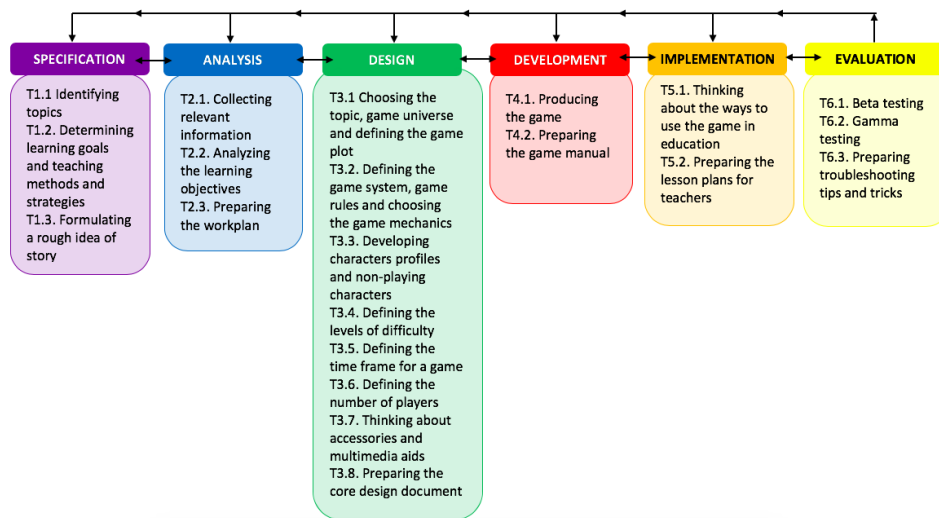 SPECIFICATION
T1.1 Identifying
topics
T1.2. Determining
learning goals
and teaching
methods and
strategies
T1.3. Formulating
a rough idea of
story
ANALYSIS
T2.1. Collecting
relevant
information
T2.2. Analyzing
the learning
objectives
T2.3. Preparing
the workplan
DESIGN
T3.1 Choosing the
topic, game universe
and defining the game
plot
T3.2. Defining the
game system, game
rules and choosing
the game mechanics
T3.3. Developing
characters profiles
and non-playing
characters
T3.4. Defining the
levels of difficulty
T3.5. Defining the
time frame for a game
T3.6. Defining the
number of players
T3.7. Thinking about
accessories and
multimedia aids
T3.8. Preparing the
core design document
DEVELOPMENT
T4.1. Producing
the game
T4.2. Preparing
the game manual
IMPLEMENTATION
T5.1. Thinking
about the ways to
use the game in
education
T5.2. Preparing the
lesson plans for
teachers
EVALUATION
T6.1. Beta testing
T6.2. Gamma
testing
T6.3. Preparing
troubleshooting
tips and tricks